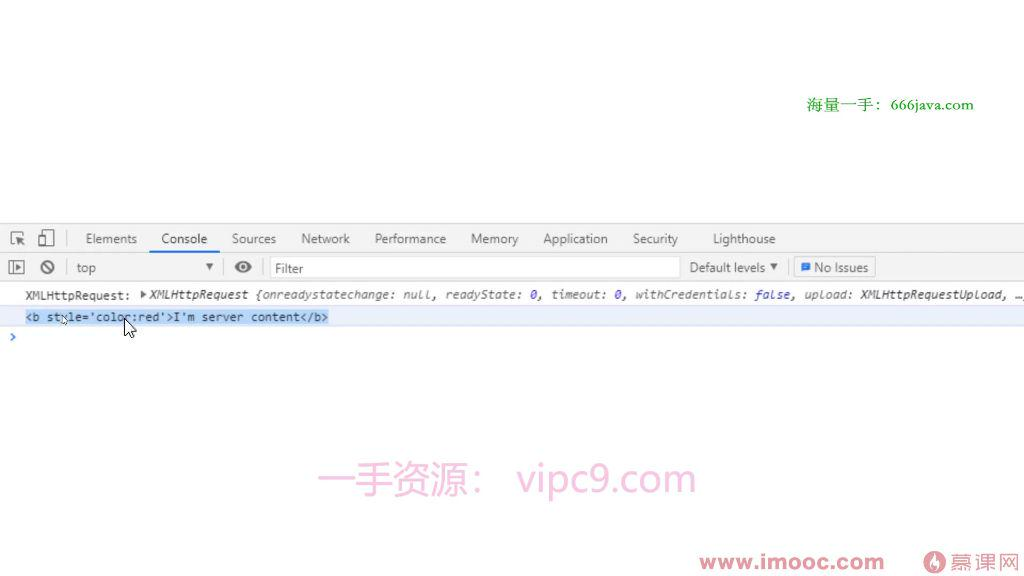 海量一手：666java.com
Elements Console Sources Network Performance Memory Application Security Lighthouse
top Filter Default levels No Issues
XMLHttpRequest: XMLHttpRequest {onreadystatechange: null, readyState: 0, timeout: 0, withCredentials: false, upload: XMLHttpRequestUpload, …
<b style='color:red'>I'm server content</b>
一手资源： vipc9.com
www.imooc.com 慕课网